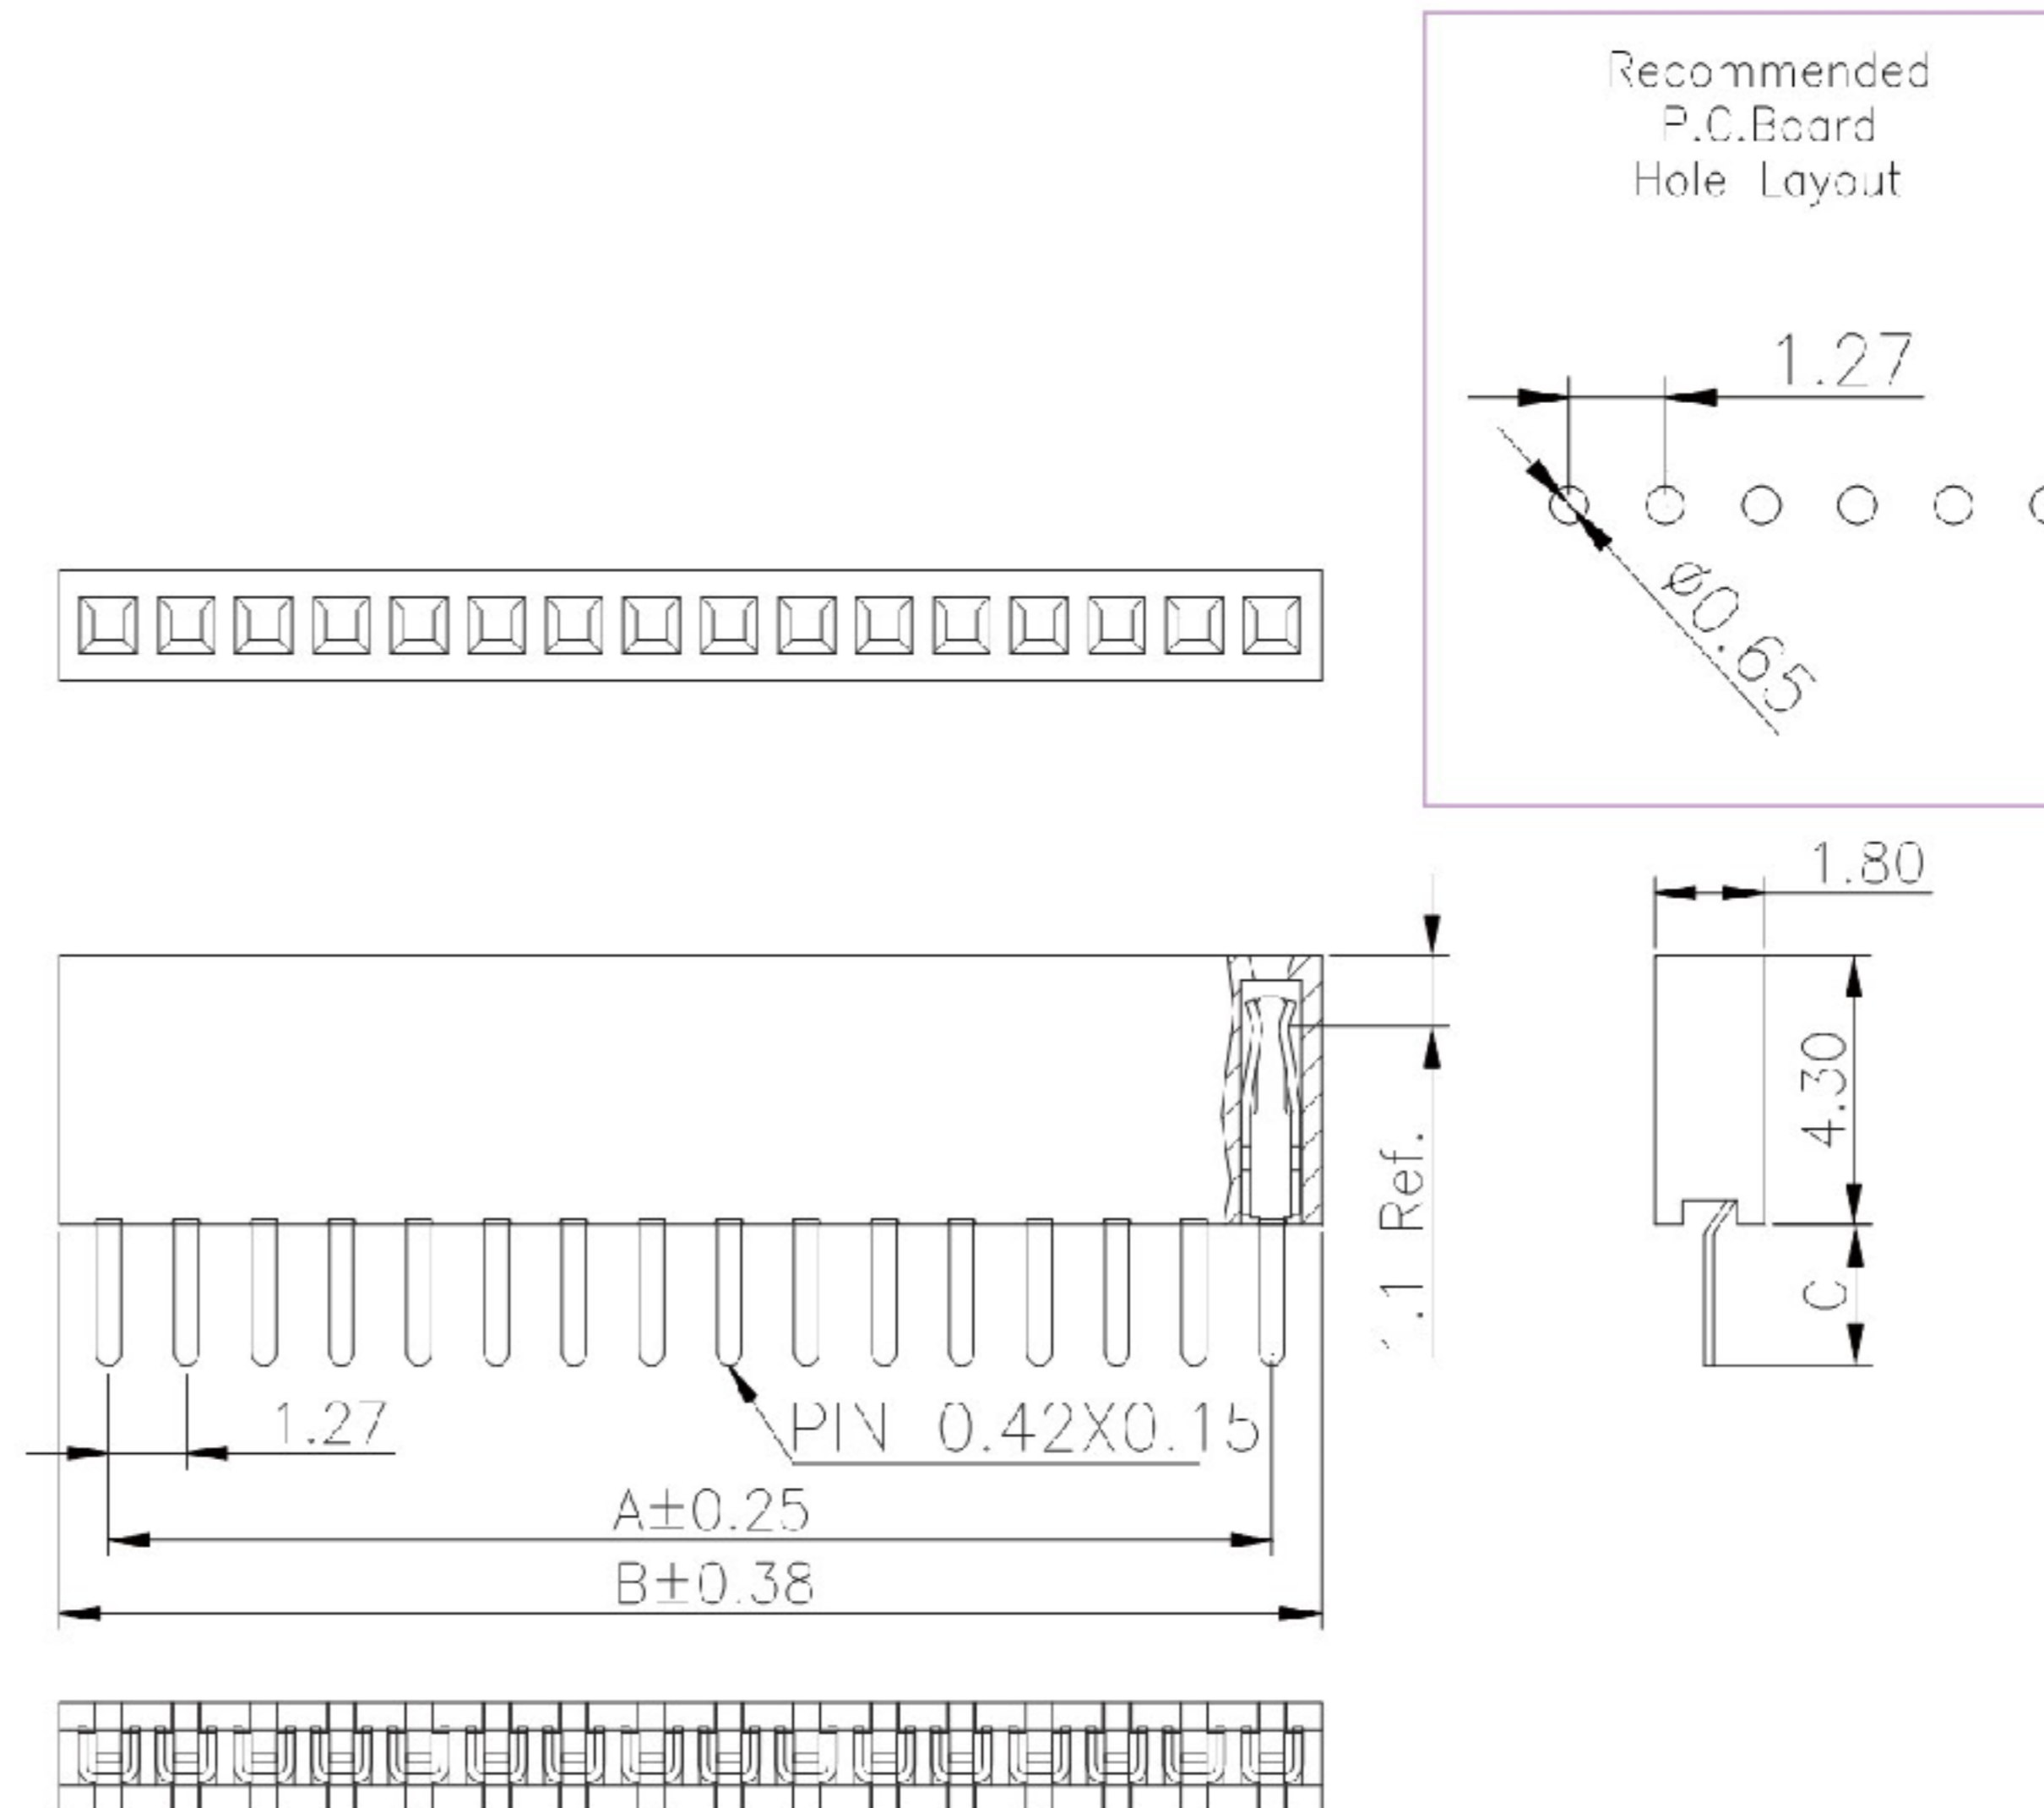 Recommended
P.C.Board
Hole Layout
1.27
ø0.65
1.80
4.30
.1 Ref.
C
1.27
PIN 0.42X0.15
A±0.25
B±0.38